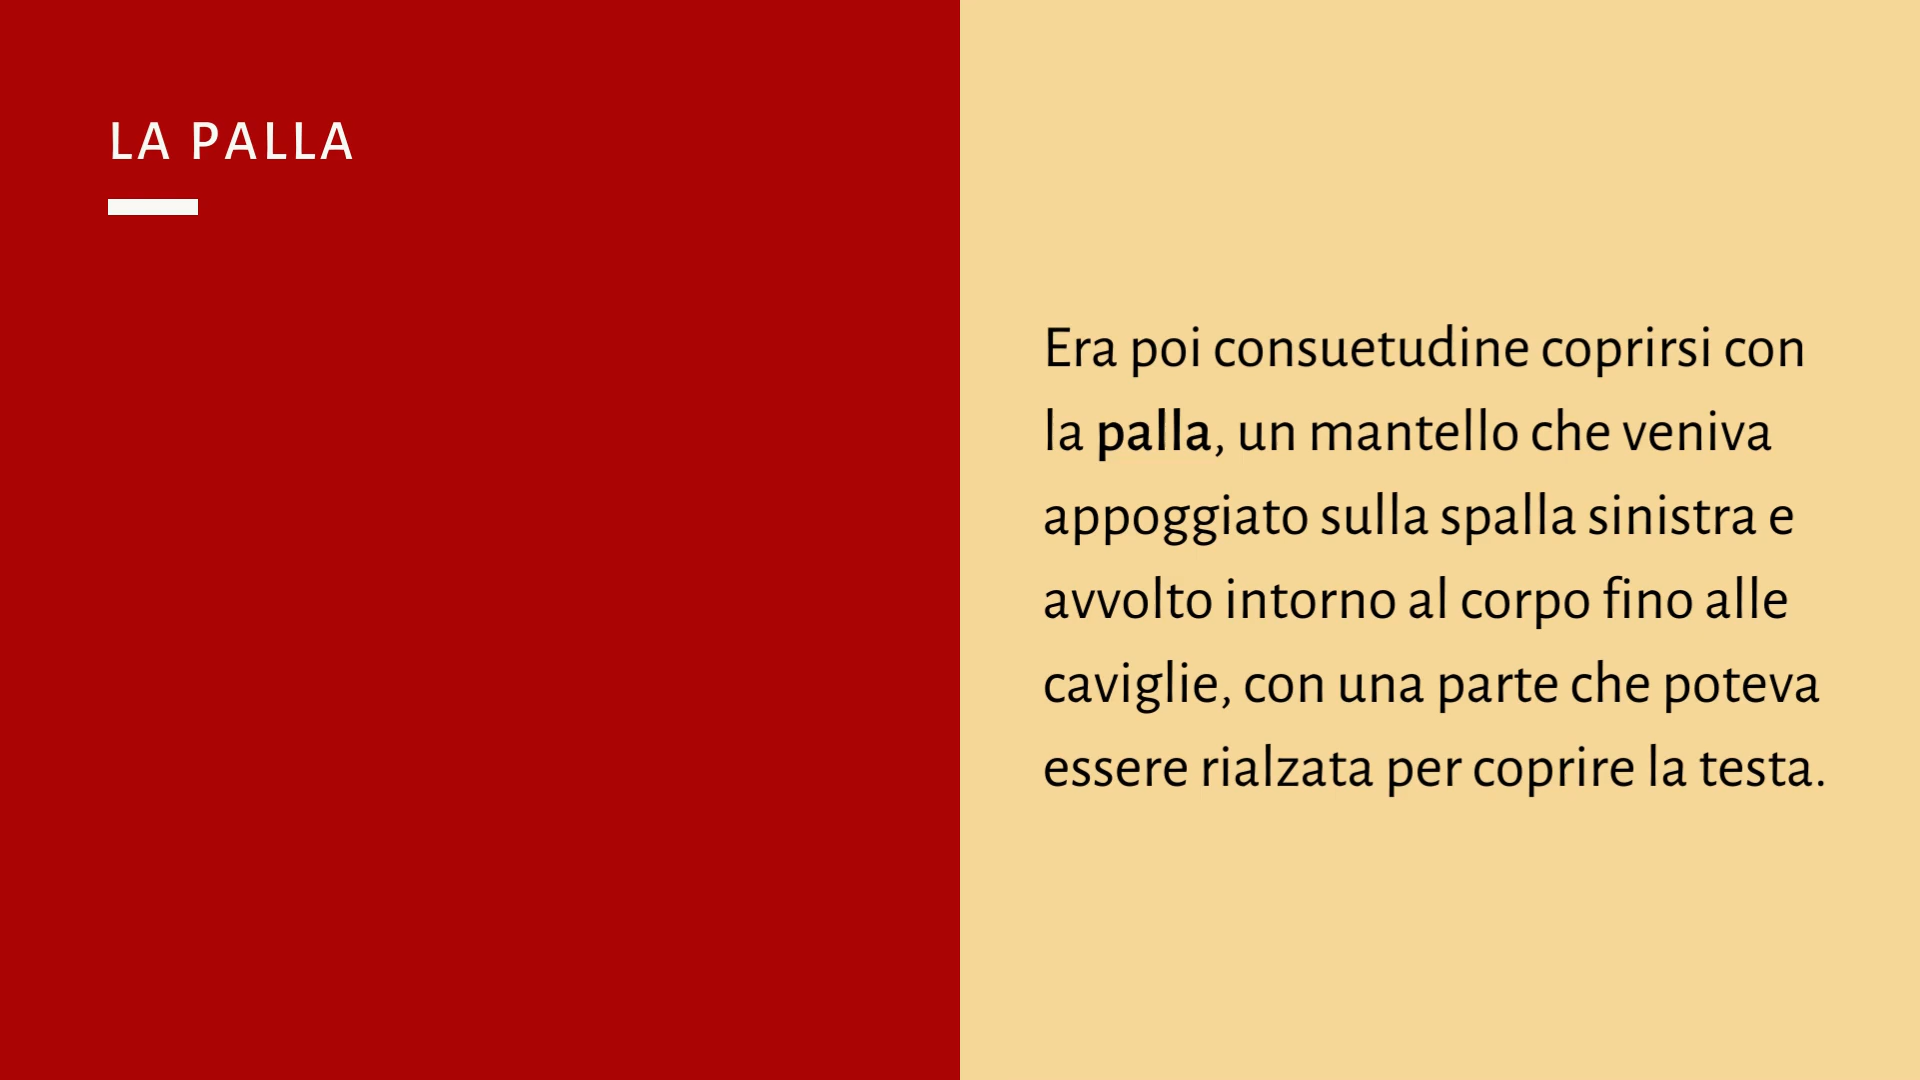 LA PALLA
Era poi consuetudine coprirsi con
la palla, un mantello che veniva
appoggiato sulla spalla sinistra e
avvolto intorno al corpo fino alle
caviglie, con una parte che poteva
essere rialzata per coprire la testa.